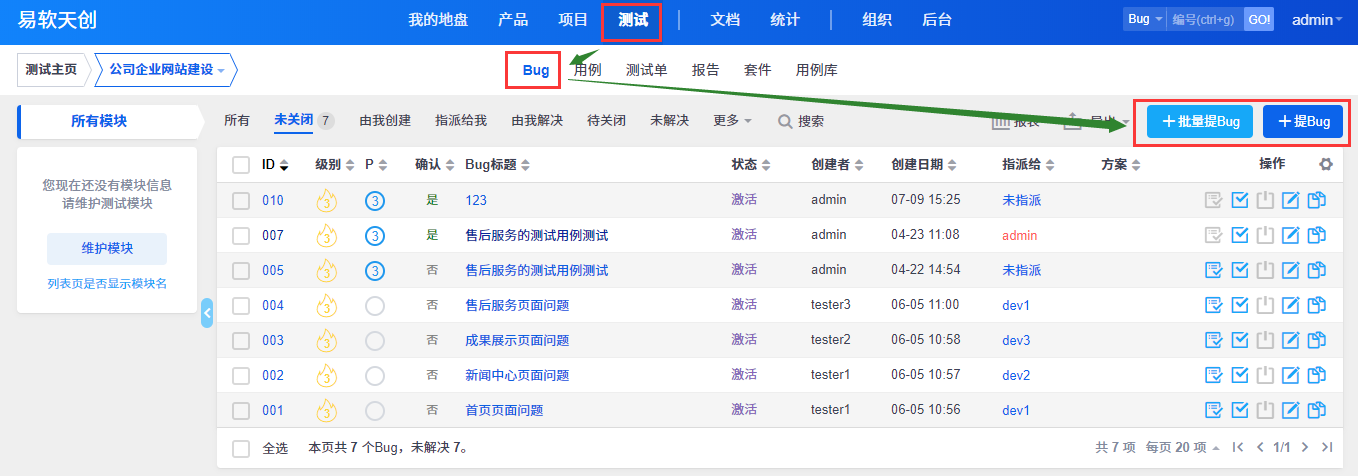 易软天创 我的地盘 产品 项目 测试 文档 统计 组织 后台 Bug 编号(ctrl+g) GO! admin
测试主页 公司企业网站建设 Bug 用例 测试单 报告 套件 用例库
所有模块 所有 未关闭 7 由我创建 指派给我 由我解决 待关闭 未解决 更多 搜索 报表 导出 批量提Bug 提Bug
您现在还没有模块信息
请维护测试模块
维护模块
列表页是否显示模块名
ID 级别 P 确认 Bug标题 状态 创建者 创建日期 指派给 方案 操作
010 3 3 是 123 激活 admin 07-09 15:25 未指派
007 3 3 是 售后服务的测试用例测试 激活 admin 04-23 11:08 admin
005 3 3 否 售后服务的测试用例测试 激活 admin 04-22 14:54 未指派
004 3 否 售后服务页面问题 激活 tester3 06-05 11:00 dev1
003 3 否 成果展示页面问题 激活 tester2 06-05 10:58 dev3
002 3 否 新闻中心页面问题 激活 tester1 06-05 10:57 dev2
001 3 否 首页页面问题 激活 tester1 06-05 10:56 dev1
全选 本页共 7 个Bug，未解决 7。 共 7 项 每页 20 项 1/1